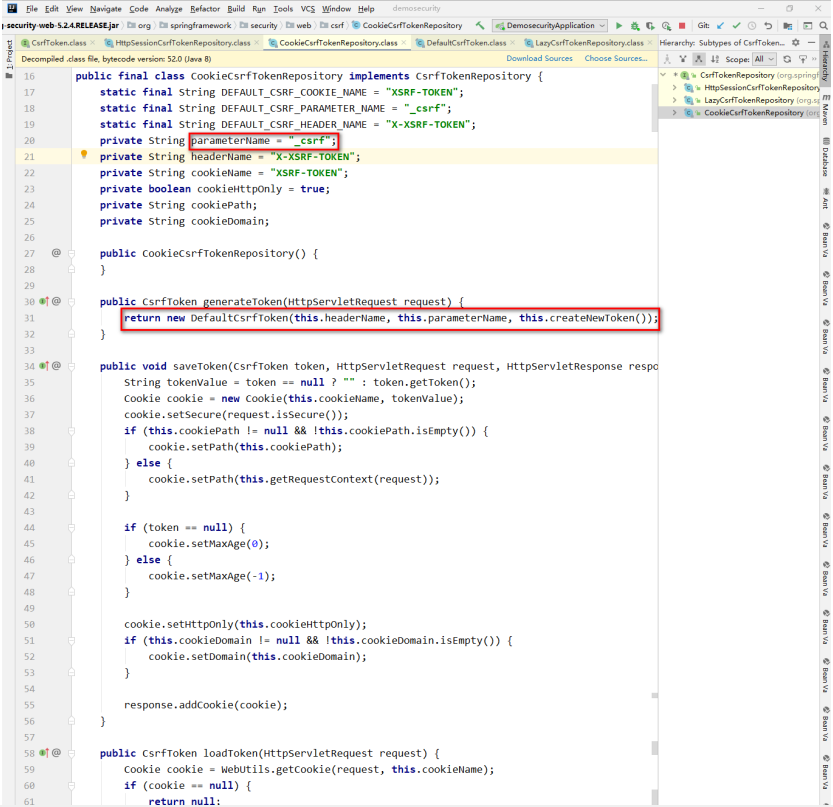 File Edit View Navigate Code Analyze Refactor Build Run Tools VCS Window Help demosecurity
-security-web-5.2.4.RELEASE.jar org springframework security web csrf CookieCsrfTokenRepository DemosecurityApplication Git:
CsrfToken.class HttpSessionCsrfTokenRepository.class CookieCsrfTokenRepository.class DefaultCsrfToken.class LazyCsrfTokenRepository.class Hierarchy: Subtypes of CsrfToken...
Decompiled .class file, bytecode version: 52.0 (Java 8) Download Sources Choose Sources... Scope: All
1: Project
16 public final class CookieCsrfTokenRepository implements CsrfTokenRepository {
17 static final String DEFAULT_CSRF_COOKIE_NAME = "XSRF-TOKEN";
18 static final String DEFAULT_CSRF_PARAMETER_NAME = "_csrf";
19 static final String DEFAULT_CSRF_HEADER_NAME = "X-XSRF-TOKEN";
20 private String parameterName = "_csrf";
21 private String headerName = "X-XSRF-TOKEN";
22 private String cookieName = "XSRF-TOKEN";
23 private boolean cookieHttpOnly = true;
24 private String cookiePath;
25 private String cookieDomain;
26
27 @ public CookieCsrfTokenRepository() {
28 }
29
30 @ public CsrfToken generateToken(HttpServletRequest request) {
31 return new DefaultCsrfToken(this.headerName, this.parameterName, this.createNewToken());
32 }
33
34 @ public void saveToken(CsrfToken token, HttpServletRequest request, HttpServletResponse respo
35 String tokenValue = token == null ? "" : token.getToken();
36 Cookie cookie = new Cookie(this.cookieName, tokenValue);
37 cookie.setSecure(request.isSecure());
38 if (this.cookiePath != null && !this.cookiePath.isEmpty()) {
39 cookie.setPath(this.cookiePath);
40 } else {
41 cookie.setPath(this.getRequestContext(request));
42 }
43
44 if (token == null) {
45 cookie.setMaxAge(0);
46 } else {
47 cookie.setMaxAge(-1);
48 }
49
50 cookie.setHttpOnly(this.cookieHttpOnly);
51 if (this.cookieDomain != null && !this.cookieDomain.isEmpty()) {
52 cookie.setDomain(this.cookieDomain);
53 }
54
55 response.addCookie(cookie);
56 }
57
58 @ public CsrfToken loadToken(HttpServletRequest request) {
59 Cookie cookie = WebUtils.getCookie(request, this.cookieName);
60 if (cookie == null) {
61 return null;
CsrfTokenRepository (org.springf
HttpSessionCsrfTokenRepository
LazyCsrfTokenRepository (org.sp
CookieCsrfTokenRepository (org
Hierarchy
Maven
Database
Ant
Bean Va
Bean Va
Bean Va
Bean Va
Bean Va
Bean Va
Bean Va
Bean Va
Bean Va
Bean Va
Bean Va
Bean Va